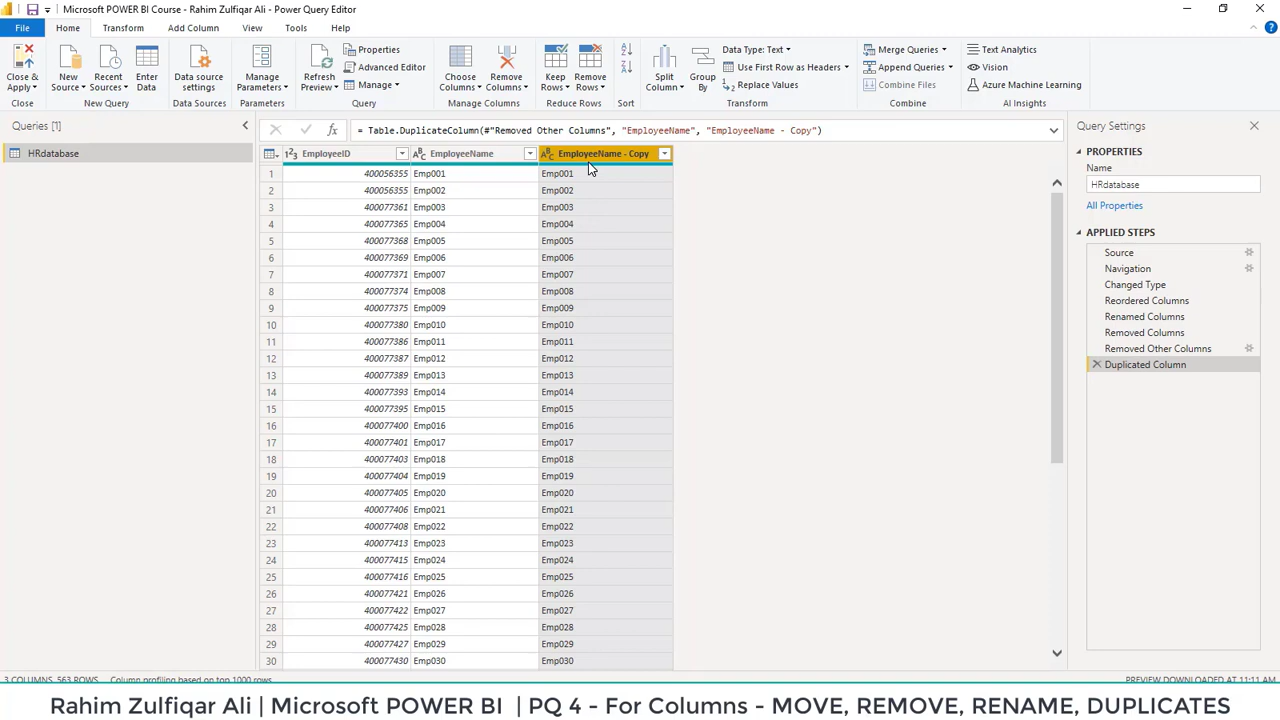 Microsoft POWER BI Course - Rahim Zulfiqar Ali - Power Query Editor
File Home Transform Add Column View Tools Help
Close & Apply
New Source
Recent Sources
Enter Data
Data source settings
Manage Parameters
Refresh Preview
Properties
Advanced Editor
Manage
Choose Columns
Remove Columns
Keep Rows
Remove Rows
Split Column
Group By
Data Type: Text
Use First Row as Headers
Replace Values
Merge Queries
Append Queries
Combine Files
Text Analytics
Vision
Azure Machine Learning
Close New Query Data Sources Parameters Query Manage Columns Reduce Rows Sort Transform Combine AI Insights
Queries [1]
HRdatabase
= Table.DuplicateColumn(#"Removed Other Columns", "EmployeeName", "EmployeeName - Copy")
EmployeeID EmployeeName EmployeeName - Copy
1 400056355 Emp001 Emp001
2 400056355 Emp002 Emp002
3 400077361 Emp003 Emp003
4 400077365 Emp004 Emp004
5 400077368 Emp005 Emp005
6 400077369 Emp006 Emp006
7 400077371 Emp007 Emp007
8 400077374 Emp008 Emp008
9 400077375 Emp009 Emp009
10 400077380 Emp010 Emp010
11 400077386 Emp011 Emp011
12 400077387 Emp012 Emp012
13 400077389 Emp013 Emp013
14 400077393 Emp014 Emp014
15 400077395 Emp015 Emp015
16 400077400 Emp016 Emp016
17 400077401 Emp017 Emp017
18 400077403 Emp018 Emp018
19 400077404 Emp019 Emp019
20 400077405 Emp020 Emp020
21 400077406 Emp021 Emp021
22 400077408 Emp022 Emp022
23 400077413 Emp023 Emp023
24 400077415 Emp024 Emp024
25 400077416 Emp025 Emp025
26 400077421 Emp026 Emp026
27 400077422 Emp027 Emp027
28 400077425 Emp028 Emp028
29 400077427 Emp029 Emp029
30 400077430 Emp030 Emp030
Query Settings
PROPERTIES
Name
HRdatabase
All Properties
APPLIED STEPS
Source
Navigation
Changed Type
Reordered Columns
Renamed Columns
Removed Columns
Removed Other Columns
Duplicated Column
3 COLUMNS, 563 ROWS Column profiling based on top 1000 rows PREVIEW DOWNLOADED AT 11:11 AM
Rahim Zulfiqar Ali | Microsoft POWER BI | PQ 4 - For Columns - MOVE, REMOVE, RENAME, DUPLICATES